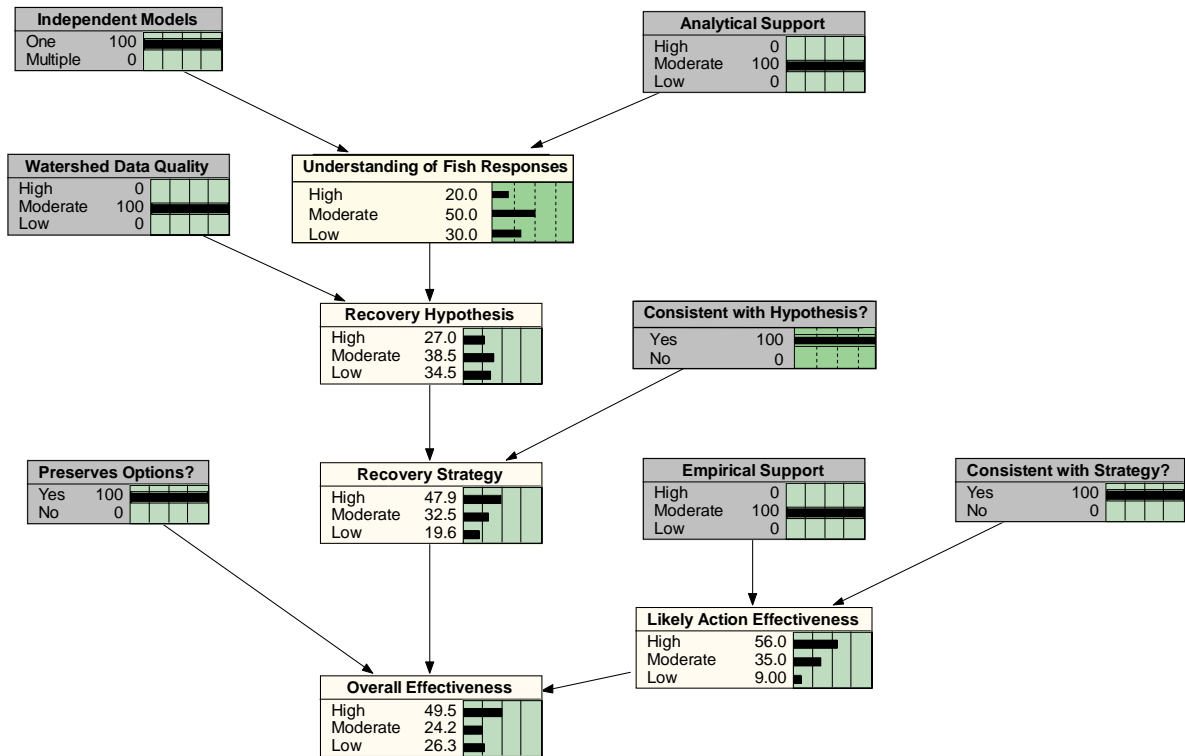 Independent Models
One 100
Multiple 0
Analytical Support
High 0
Moderate 100
Low 0
Watershed Data Quality
High 0
Moderate 100
Low 0
Understanding of Fish Responses
High 20.0
Moderate 50.0
Low 30.0
Recovery Hypothesis
High 27.0
Moderate 38.5
Low 34.5
Consistent with Hypothesis?
Yes 100
No 0
Preserves Options?
Yes 100
No 0
Recovery Strategy
High 47.9
Moderate 32.5
Low 19.6
Empirical Support
High 0
Moderate 100
Low 0
Consistent with Strategy?
Yes 100
No 0
Likely Action Effectiveness
High 56.0
Moderate 35.0
Low 9.00
Overall Effectiveness
High 49.5
Moderate 24.2
Low 26.3